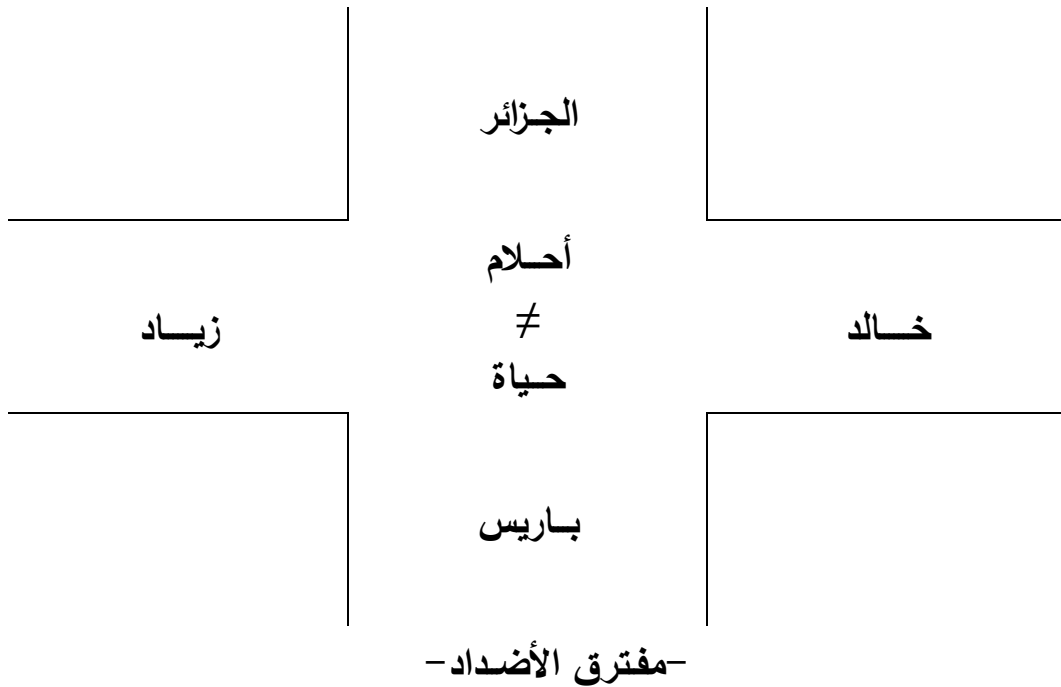 الجزائر
أحلام
خالد
≠
زياد
حياة
باريس
-مفترق الأضداد-